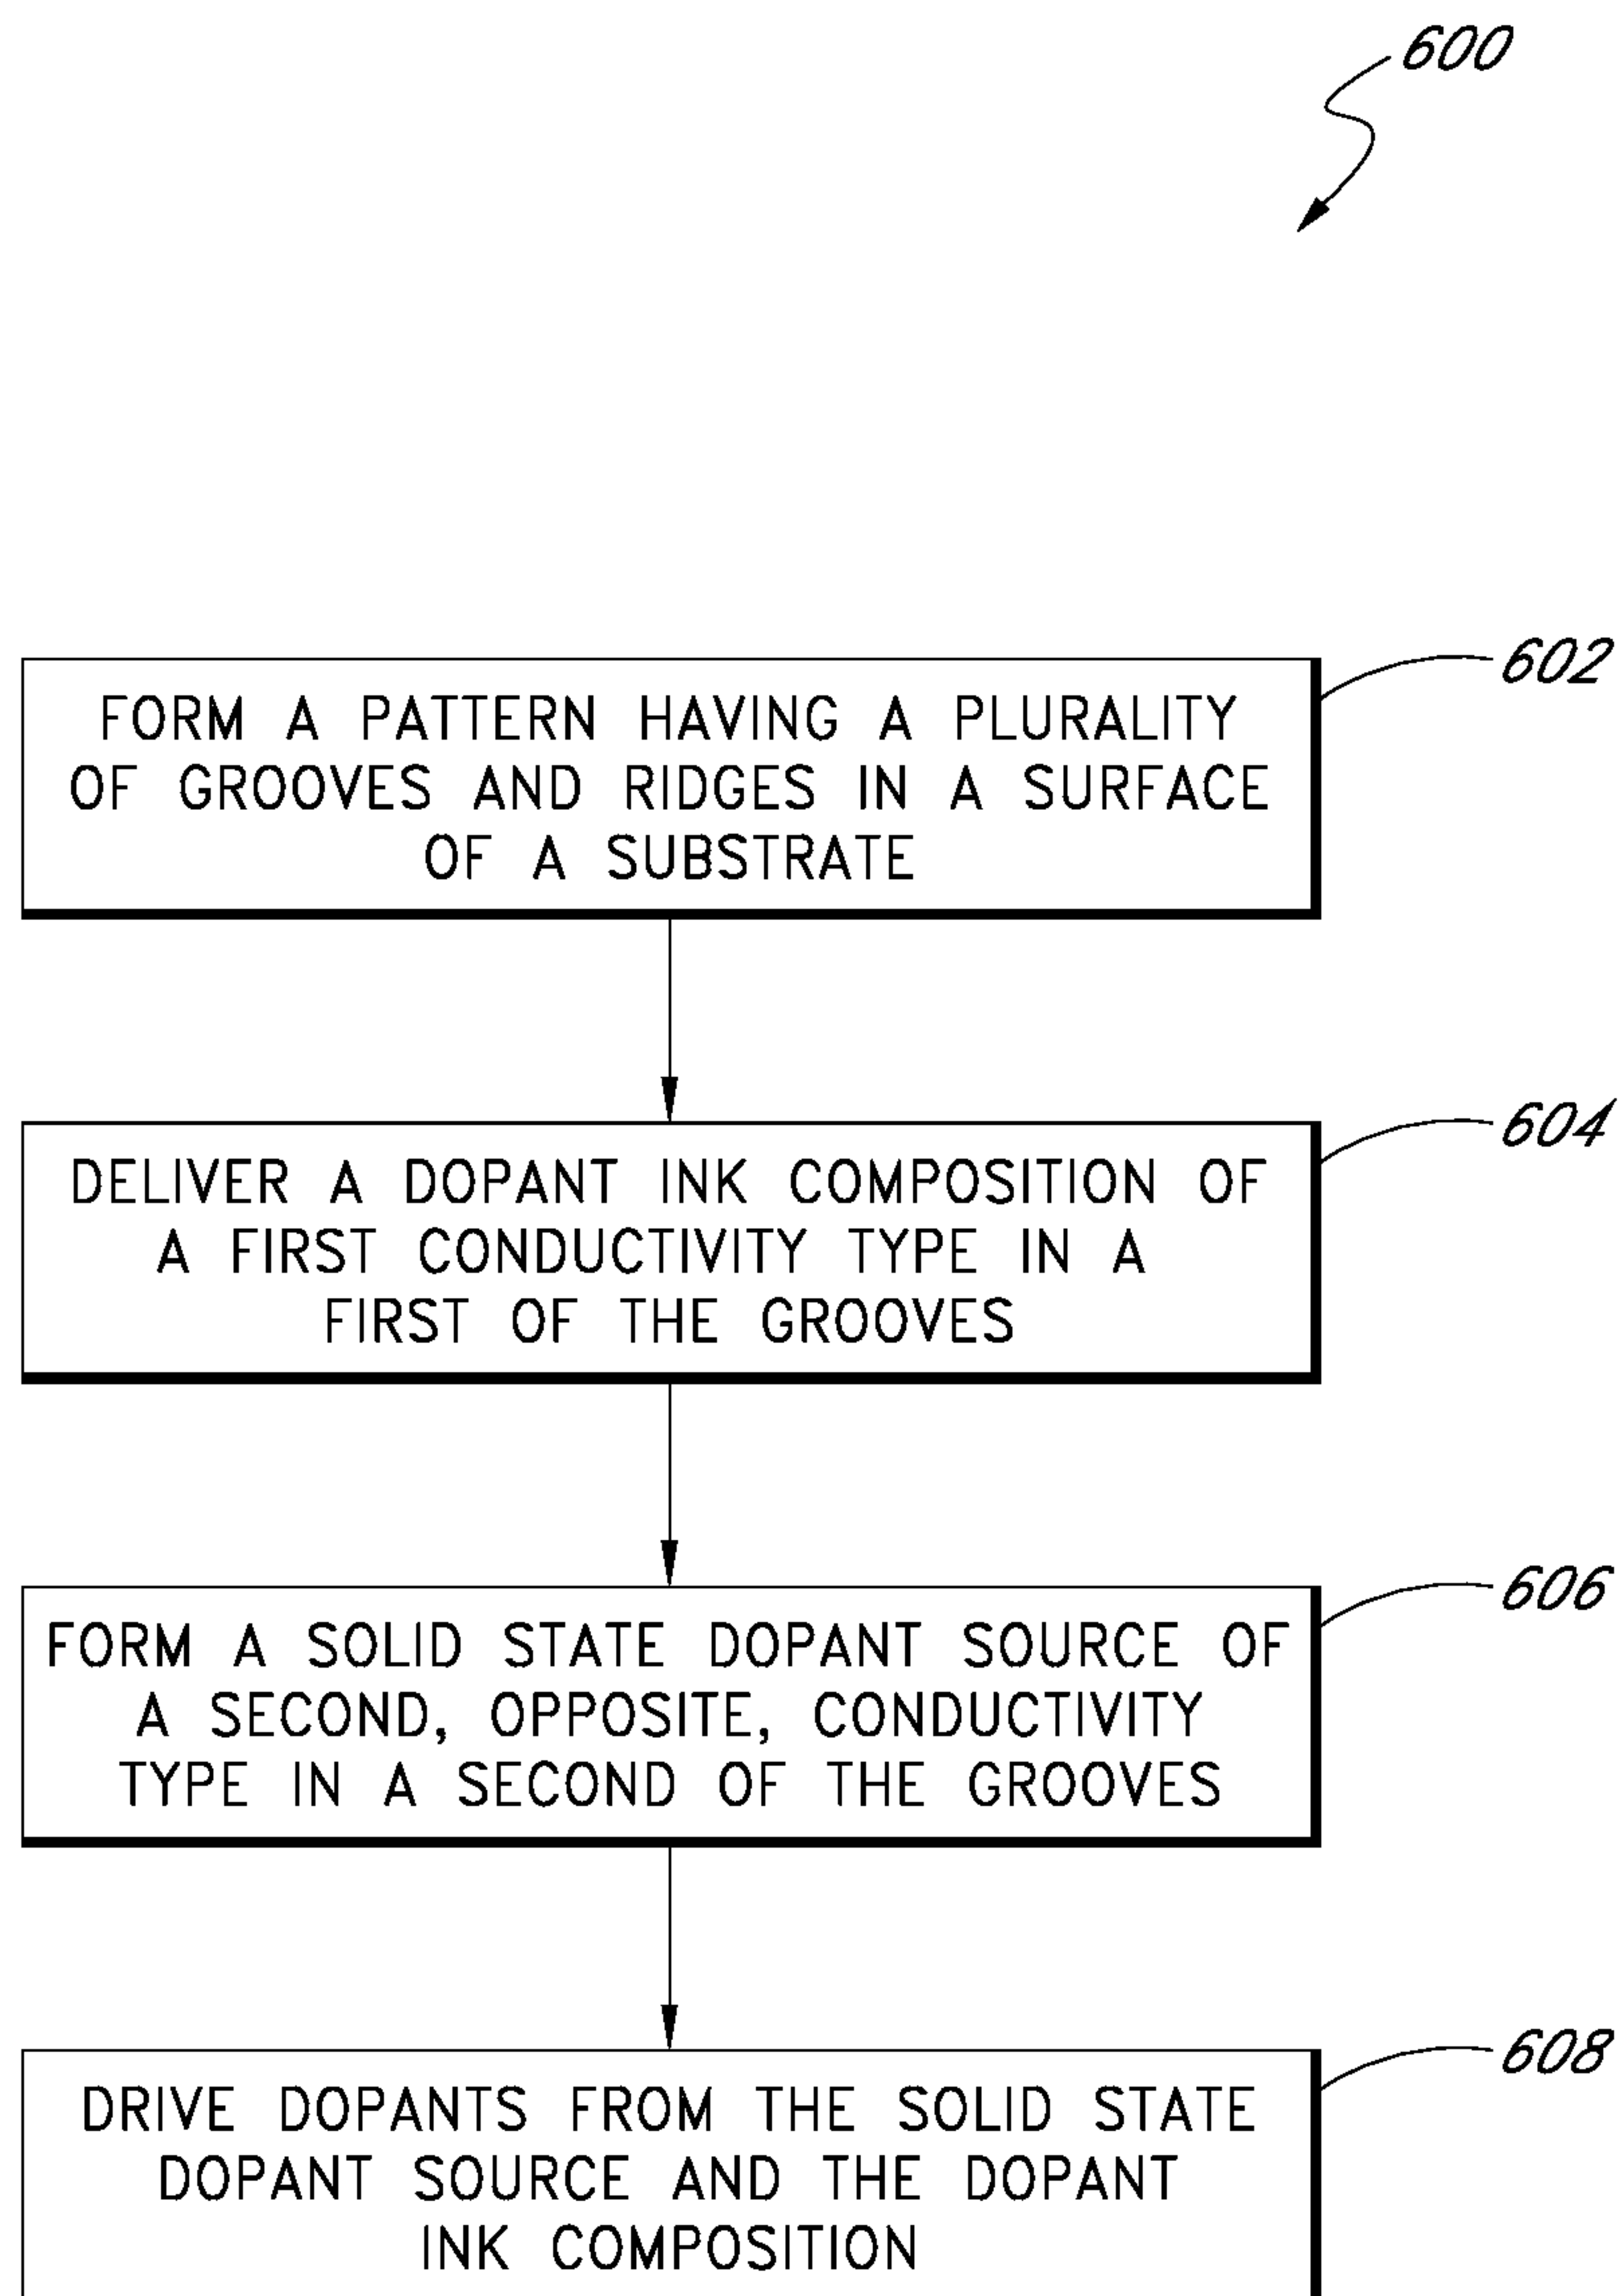 600
602
FORM A PATTERN HAVING A PLURALITY
OF GROOVES AND RIDGES IN A SURFACE
OF A SUBSTRATE
604
DELIVER A DOPANT INK COMPOSITION OF
A FIRST CONDUCTIVITY TYPE IN A
FIRST OF THE GROOVES
606
FORM A SOLID STATE DOPANT SOURCE OF
A SECOND, OPPOSITE, CONDUCTIVITY
TYPE IN A SECOND OF THE GROOVES
608
DRIVE DOPANTS FROM THE SOLID STATE
DOPANT SOURCE AND THE DOPANT
INK COMPOSITION